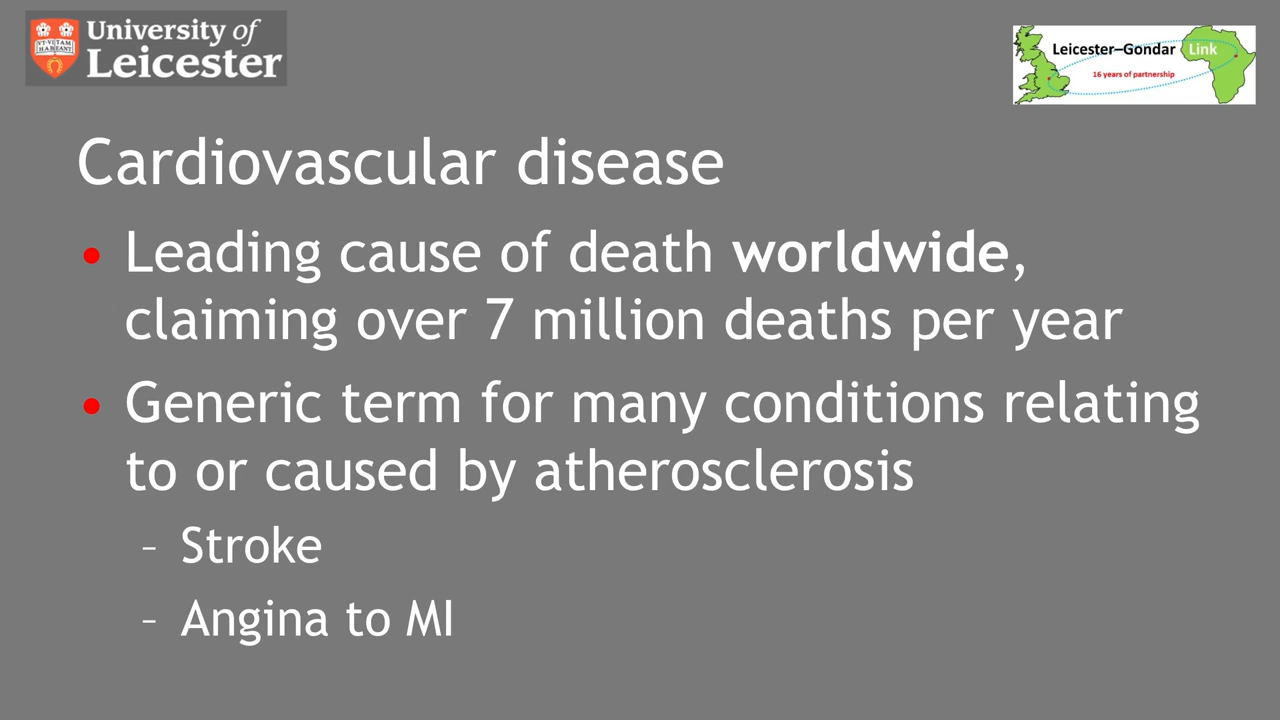 University of
Leicester
Leicester–Gondar Link
16 years of partnership
Cardiovascular disease
• Leading cause of death worldwide,
claiming over 7 million deaths per year
• Generic term for many conditions relating
to or caused by atherosclerosis
– Stroke
– Angina to MI